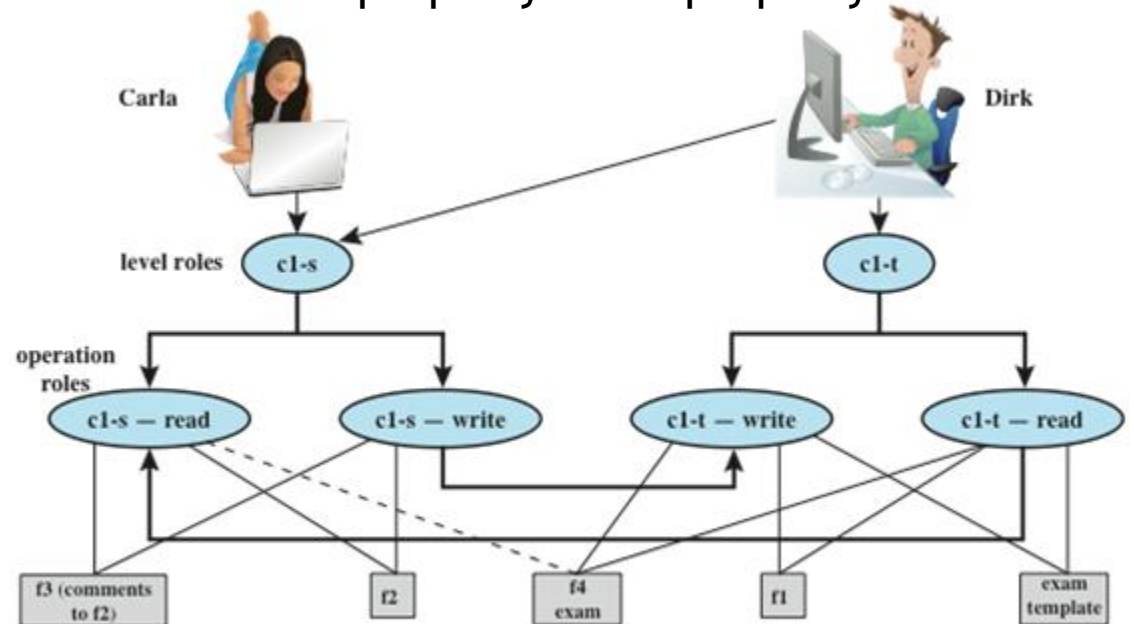 Carla
Dirk
level roles
c1-s
c1-t
operation
roles
c1-s — read
c1-s — write
c1-t — write
c1-t — read
f3 (comments
to f2)
f2
f4
exam
f1
exam
template